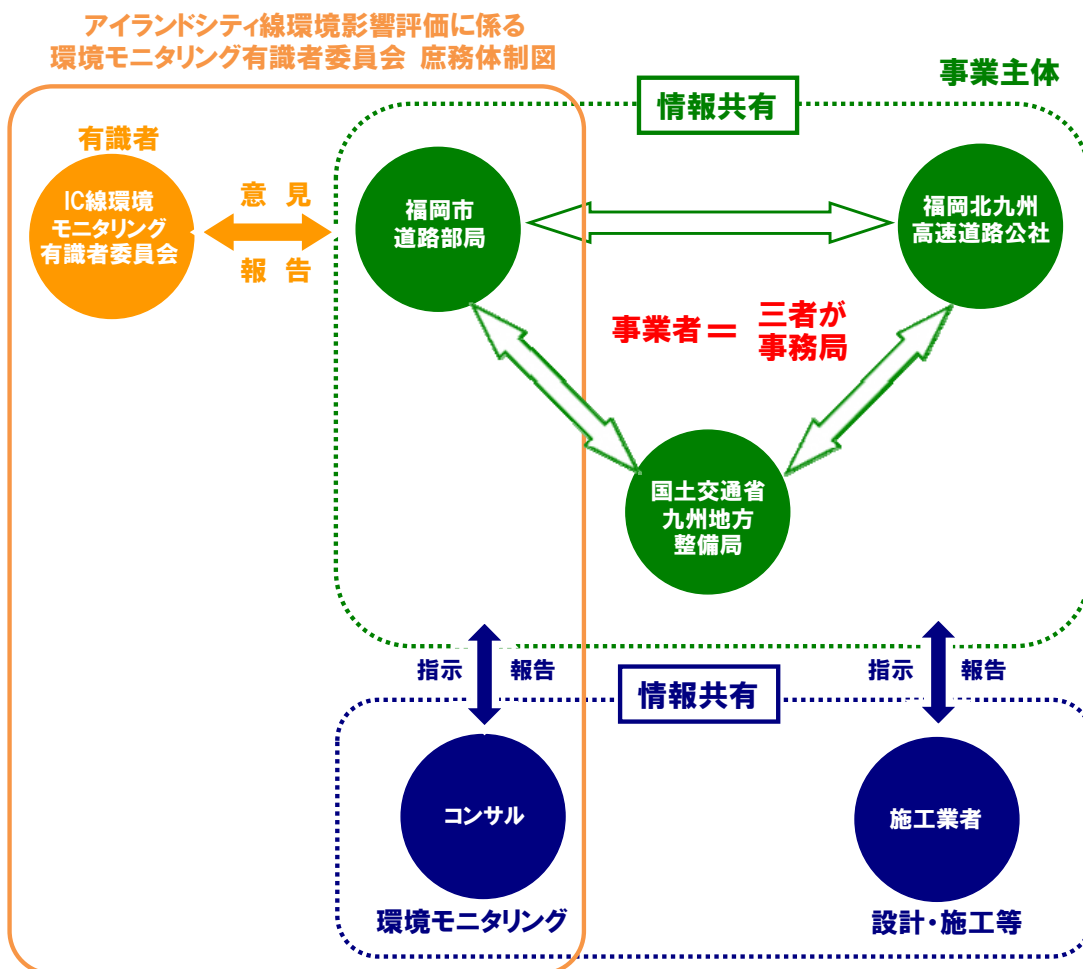 アイランドシティ線環境影響評価に係る
環境モニタリング有識者委員会 庶務体制図
事業主体
情報共有
有識者
IC線環境
モニタリング
有識者委員会
意 見
報 告
福岡市
道路部局
福岡北九州
高速道路公社
事業者＝ 三者が
事務局
国土交通省
九州地方
整備局
指示 報告
指示 報告
情報共有
コンサル
施工業者
環境モニタリング
設計・施工等